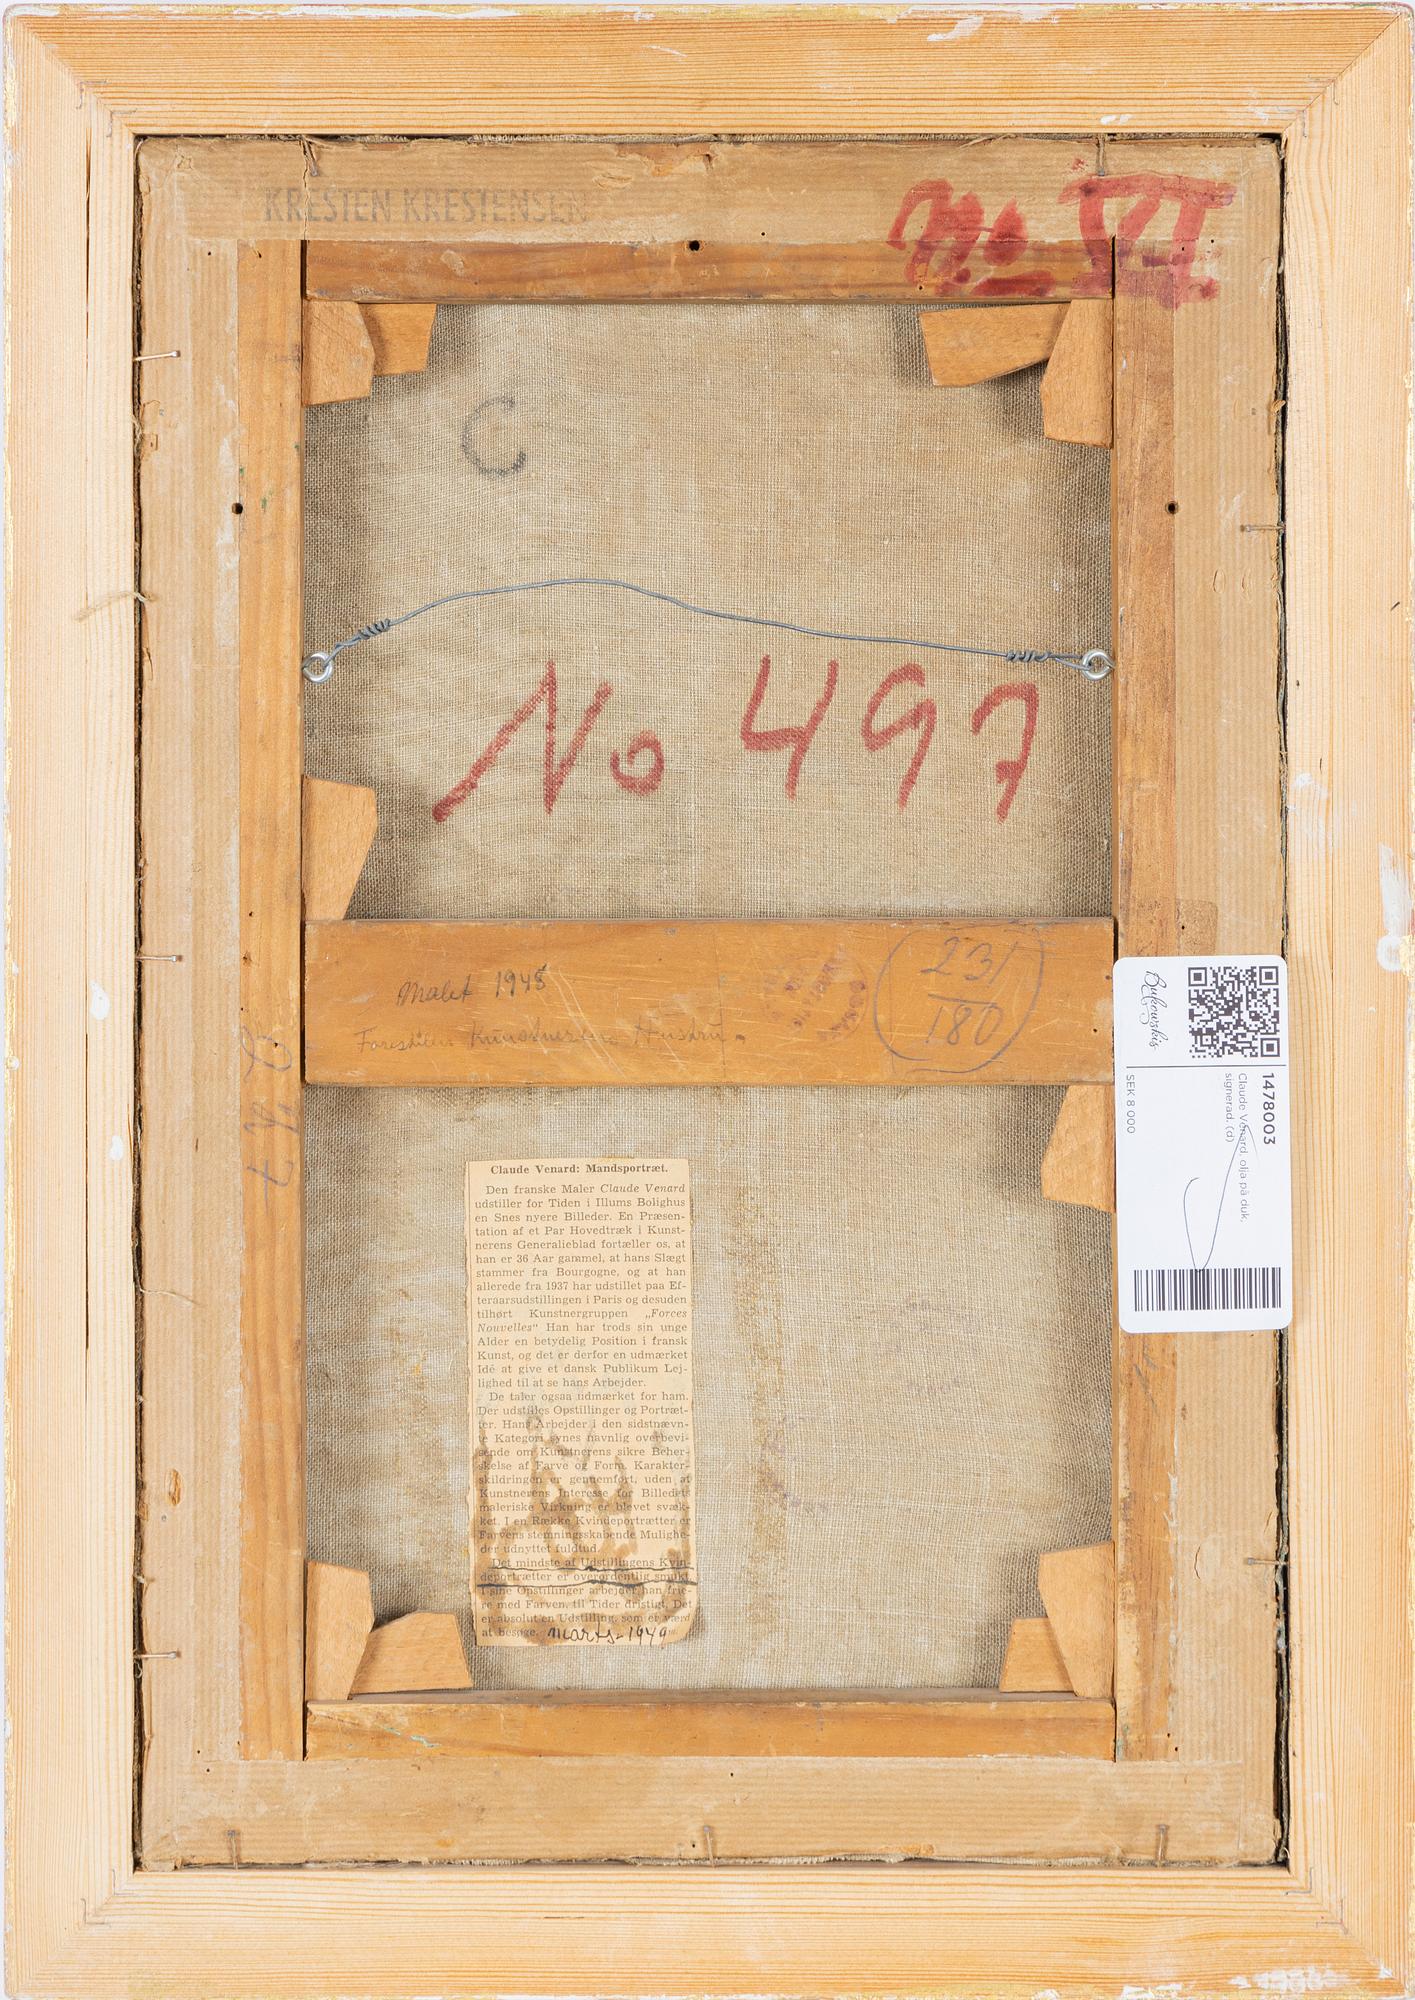 KRESTEN KRESTENSEN
No VI
C
No 497
Malet 1948
Forestiller Kunstnerens Hustru.
231
180
Bukowskis
1478003
Claude Venard, olja på duk,
signerad. (d)
SEK 8 000
Claude Venard: Mandsportræt.
Den franske Maler Claude Venard
udstiller for Tiden i Illums Bolighus
en Snes nyere Billeder. En Præsen-
tation af et Par Hovedtræk i Kunst-
nerens Generalieblad fortæller os, at
han er 36 Aar gammel, at hans Slægt
stammer fra Bourgogne, og at han
allerede fra 1937 har udstillet paa Ef-
teraarsudstillingen i Paris og desuden
tilhørt Kunstnergruppen „Forces
Nouvelles“ Han har trods sin unge
Alder en betydelig Position i fransk
Kunst, og det er derfor en udmærket
Idé at give et dansk Publikum Lej-
lighed til at se hans Arbejder.
De taler ogsaa udmærket for ham.
Der udstilles Opstillinger og Portræt-
ter. Hans Arbejder i den sidstnævn-
te Kategori synes navnlig overbevi-
sende om Kunstnerens sikre Beher-
skelse af Farve og Form. Karakter-
skildringen er gennemført, uden at
Kunstnerens Interesse for Billedets
maleriske Virkning er blevet svæk-
ket. I en Række Kvindeportrætter er
Farvens stemningsskabende Mulighe-
der udnyttet fuldtud.
Det mindste af Udstillingens Kvin-
deportrætter er overordentlig smukt.
I sine Opstillinger arbejder han frie-
re med Farven, til Tider dristigt. Det
er absolut en Udstilling, som er værd
at besøge. Marts-1949